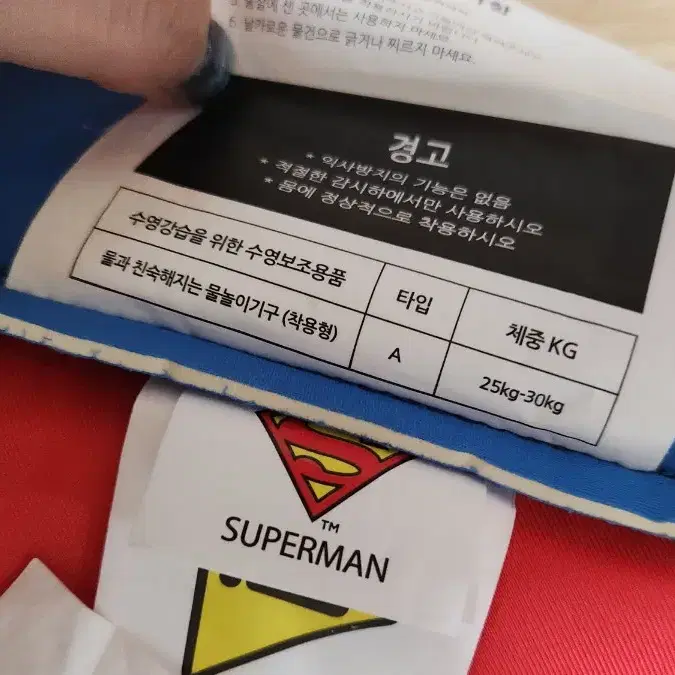 6. 날카로운 물건으로 긁거나 찌르지 마세요.
경고
* 익사방지의 기능은 없음
* 적절한 감시하에서만 사용하시오
* 몸에 정상적으로 착용하시오
수영강습을 위한 수영보조용품
물과 친숙해지는 물놀이기구 (착용형)
타입
A
체중 KG
25kg-30kg
S
TM
SUPERMAN